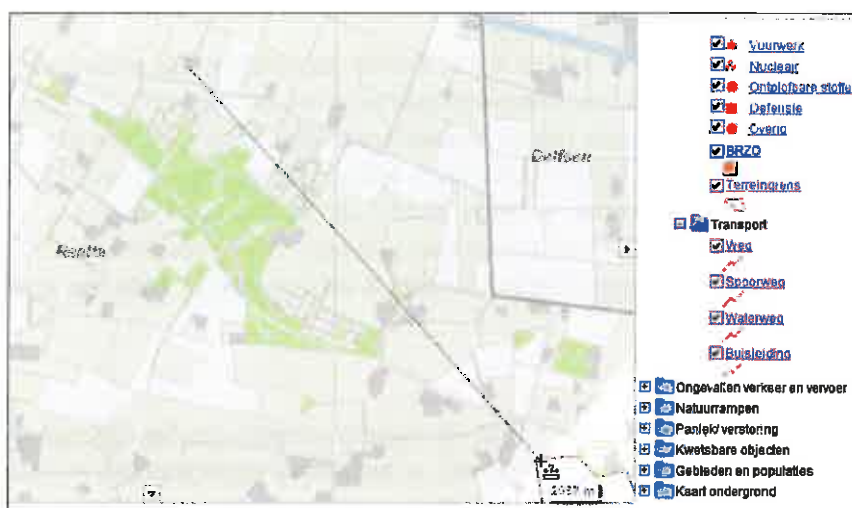 Vuurwerk
Nucleair
Ontplofbare stoffe
Defensie
Overig
BRZO
Terreingrens
Transport
Weg
Spoorweg
Waterweg
Buisleiding
Ongevallen verkeer en vervoer
Natuurrampen
Paniek/verstoring
Kwetsbare objecten
Gebieden en populaties
Kaart ondergrond
Dalfsen